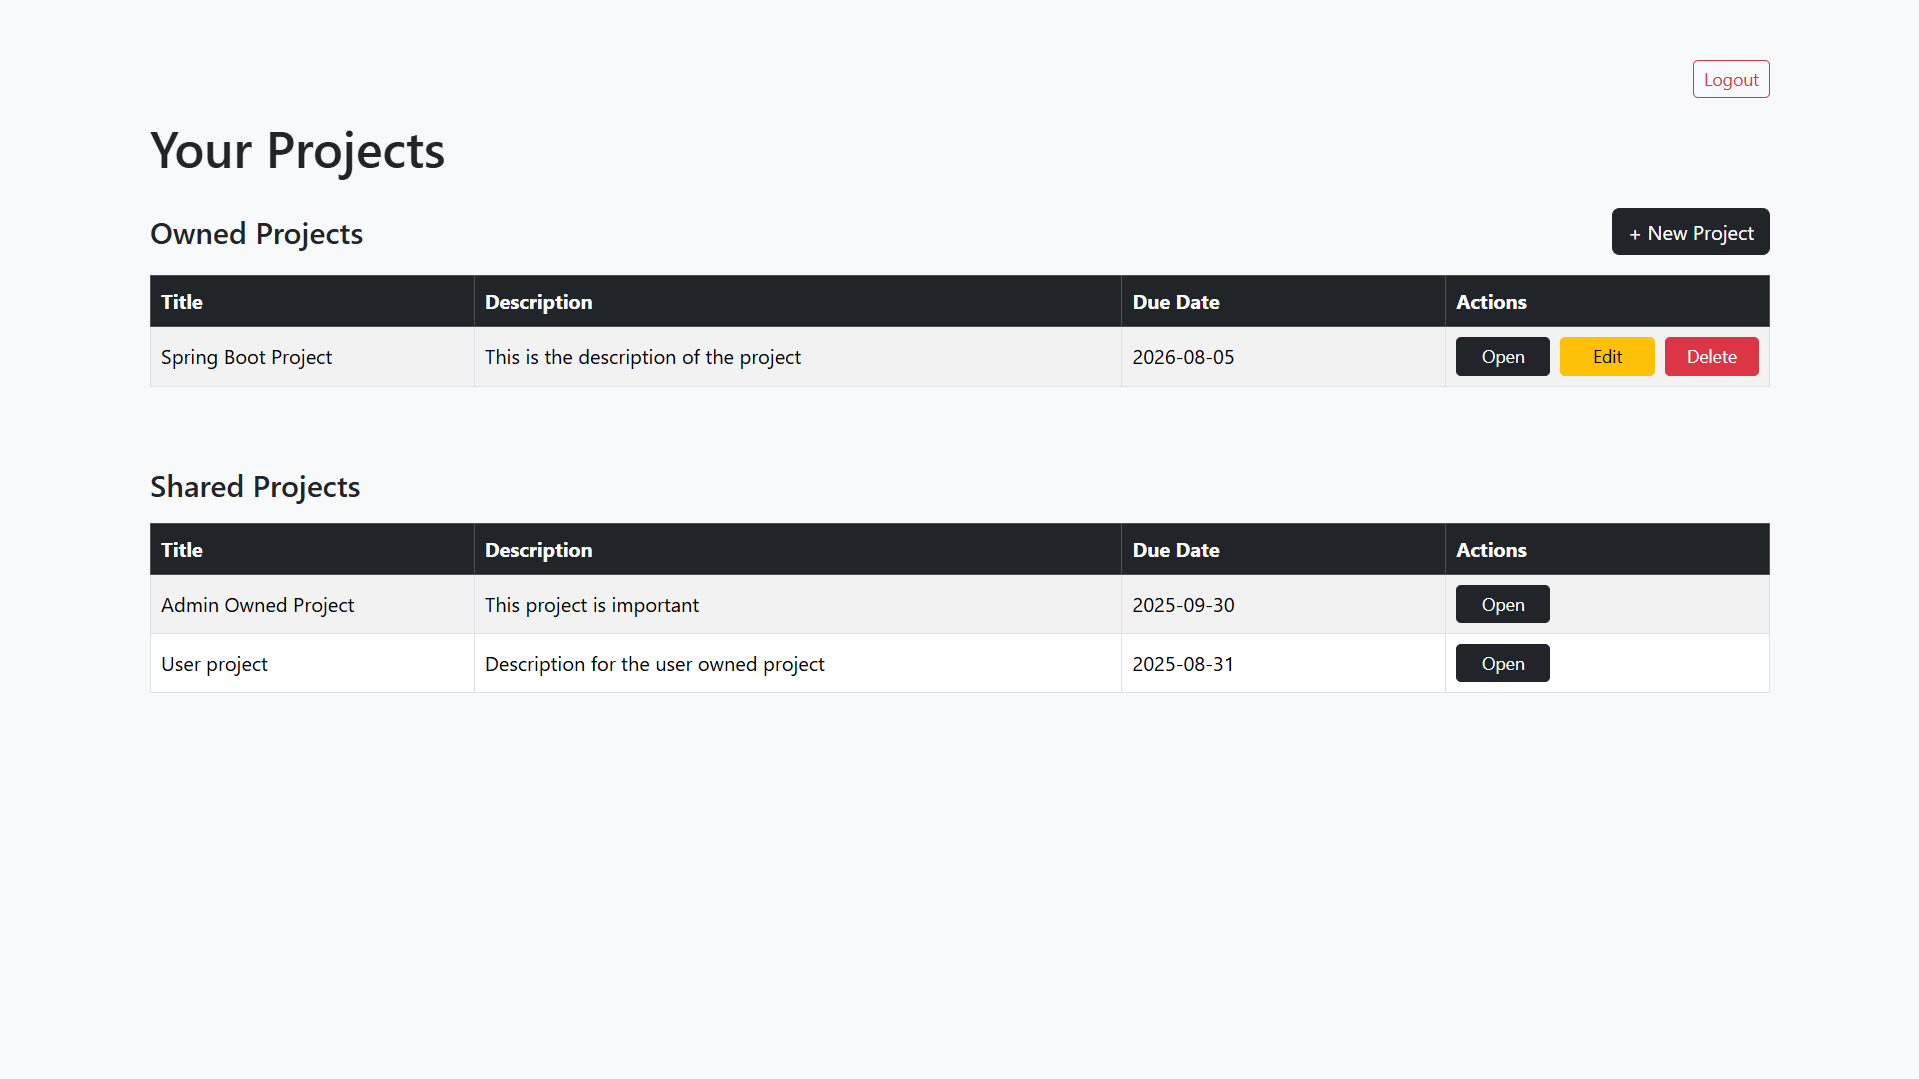 Logout
Your Projects
Owned Projects + New Project
Title Description Due Date Actions
Spring Boot Project This is the description of the project 2026-08-05 Open Edit Delete
Shared Projects
Title Description Due Date Actions
Admin Owned Project This project is important 2025-09-30 Open
User project Description for the user owned project 2025-08-31 Open